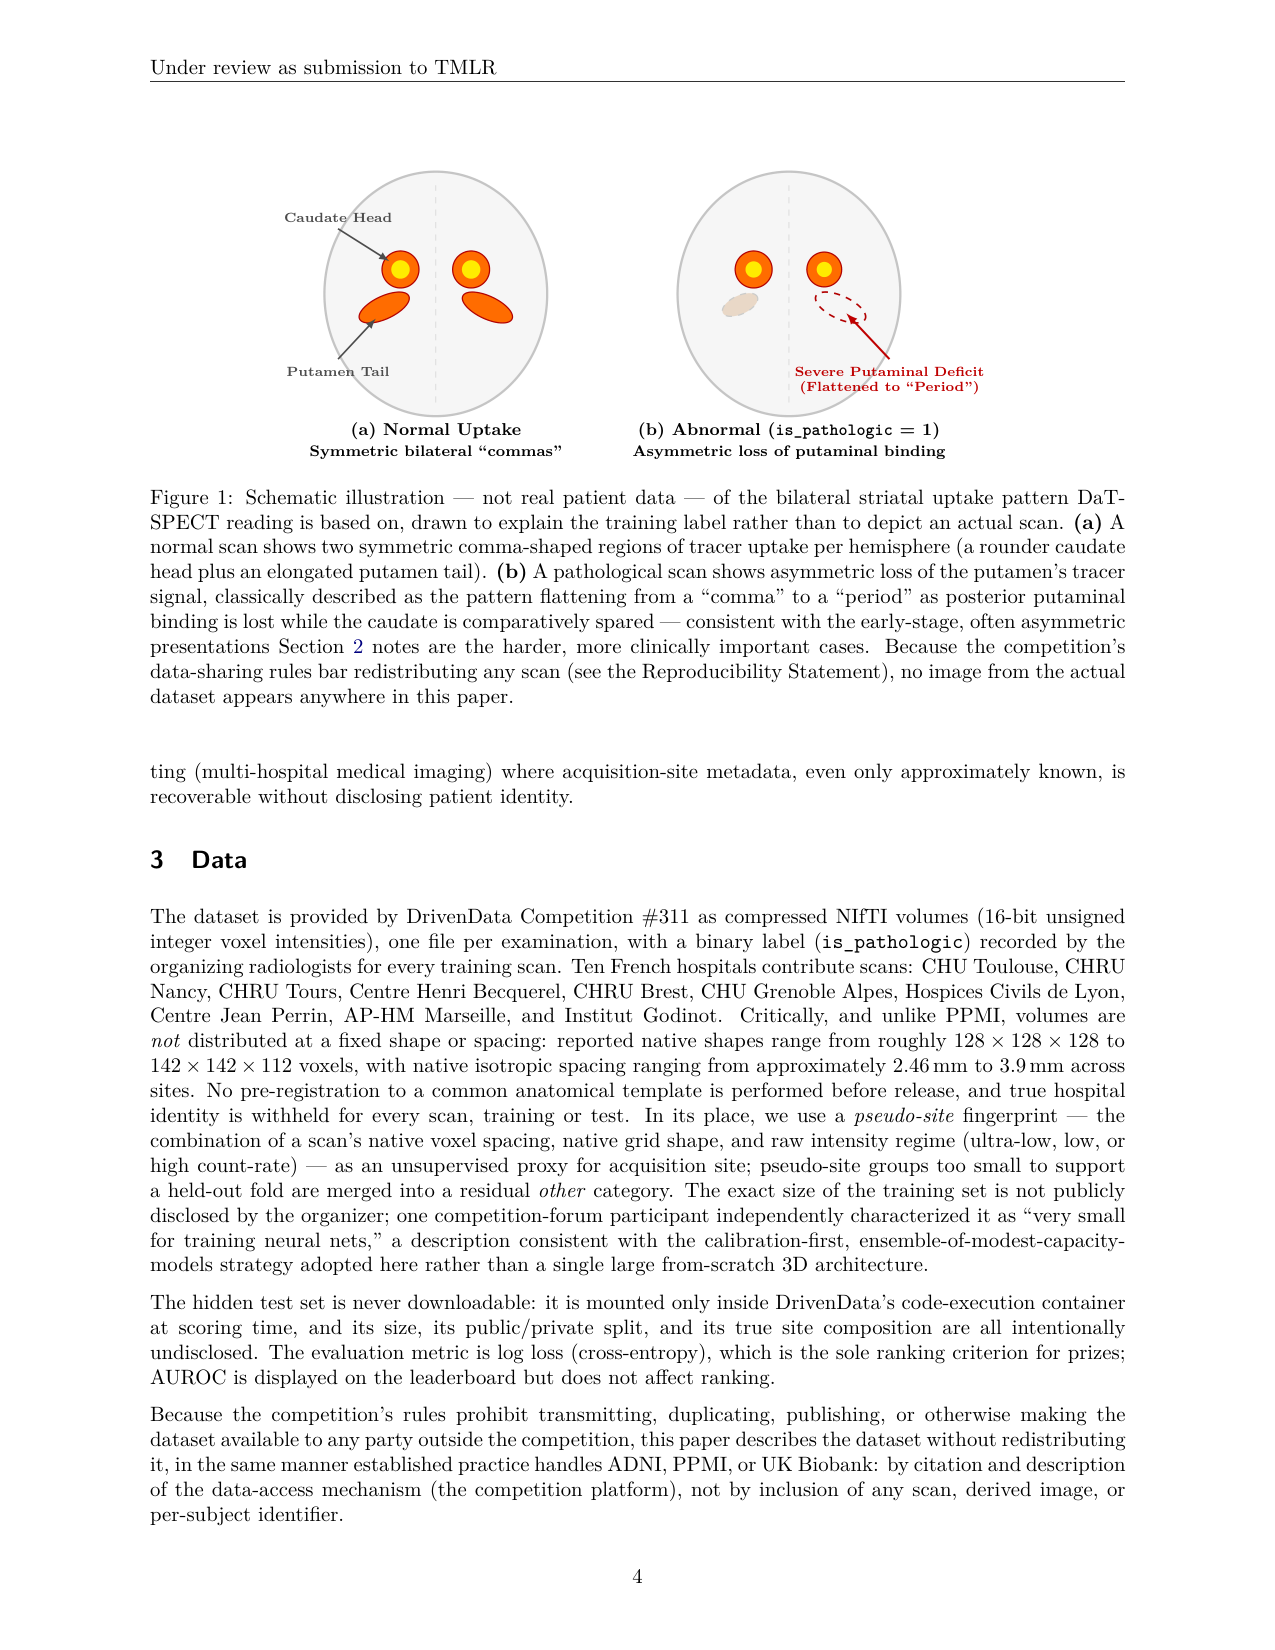 Under review as submission to TMLR
Caudate Head
Putamen Tail
Severe Putaminal Deficit
(Flattened to “Period”)
(a) Normal Uptake
Symmetric bilateral “commas”
(b) Abnormal (is_pathologic = 1)
Asymmetric loss of putaminal binding
Figure 1: Schematic illustration — not real patient data — of the bilateral striatal uptake pattern DaT-
SPECT reading is based on, drawn to explain the training label rather than to depict an actual scan. (a) A
normal scan shows two symmetric comma-shaped regions of tracer uptake per hemisphere (a rounder caudate
head plus an elongated putamen tail). (b) A pathological scan shows asymmetric loss of the putamen’s tracer
signal, classically described as the pattern flattening from a “comma” to a “period” as posterior putaminal
binding is lost while the caudate is comparatively spared — consistent with the early-stage, often asymmetric
presentations Section 2 notes are the harder, more clinically important cases. Because the competition’s
data-sharing rules bar redistributing any scan (see the Reproducibility Statement), no image from the actual
dataset appears anywhere in this paper.
ting (multi-hospital medical imaging) where acquisition-site metadata, even only approximately known, is
recoverable without disclosing patient identity.
3 Data
The dataset is provided by DrivenData Competition #311 as compressed NIfTI volumes (16-bit unsigned
integer voxel intensities), one file per examination, with a binary label (is_pathologic) recorded by the
organizing radiologists for every training scan. Ten French hospitals contribute scans: CHU Toulouse, CHRU
Nancy, CHRU Tours, Centre Henri Becquerel, CHRU Brest, CHU Grenoble Alpes, Hospices Civils de Lyon,
Centre Jean Perrin, AP-HM Marseille, and Institut Godinot. Critically, and unlike PPMI, volumes are
not distributed at a fixed shape or spacing: reported native shapes range from roughly 128 × 128 × 128 to
142 × 142 × 112 voxels, with native isotropic spacing ranging from approximately 2.46 mm to 3.9 mm across
sites. No pre-registration to a common anatomical template is performed before release, and true hospital
identity is withheld for every scan, training or test. In its place, we use a pseudo-site fingerprint — the
combination of a scan’s native voxel spacing, native grid shape, and raw intensity regime (ultra-low, low, or
high count-rate) — as an unsupervised proxy for acquisition site; pseudo-site groups too small to support
a held-out fold are merged into a residual other category. The exact size of the training set is not publicly
disclosed by the organizer; one competition-forum participant independently characterized it as “very small
for training neural nets,” a description consistent with the calibration-first, ensemble-of-modest-capacity-
models strategy adopted here rather than a single large from-scratch 3D architecture.
The hidden test set is never downloadable: it is mounted only inside DrivenData’s code-execution container
at scoring time, and its size, its public/private split, and its true site composition are all intentionally
undisclosed. The evaluation metric is log loss (cross-entropy), which is the sole ranking criterion for prizes;
AUROC is displayed on the leaderboard but does not affect ranking.
Because the competition’s rules prohibit transmitting, duplicating, publishing, or otherwise making the
dataset available to any party outside the competition, this paper describes the dataset without redistributing
it, in the same manner established practice handles ADNI, PPMI, or UK Biobank: by citation and description
of the data-access mechanism (the competition platform), not by inclusion of any scan, derived image, or
per-subject identifier.
4